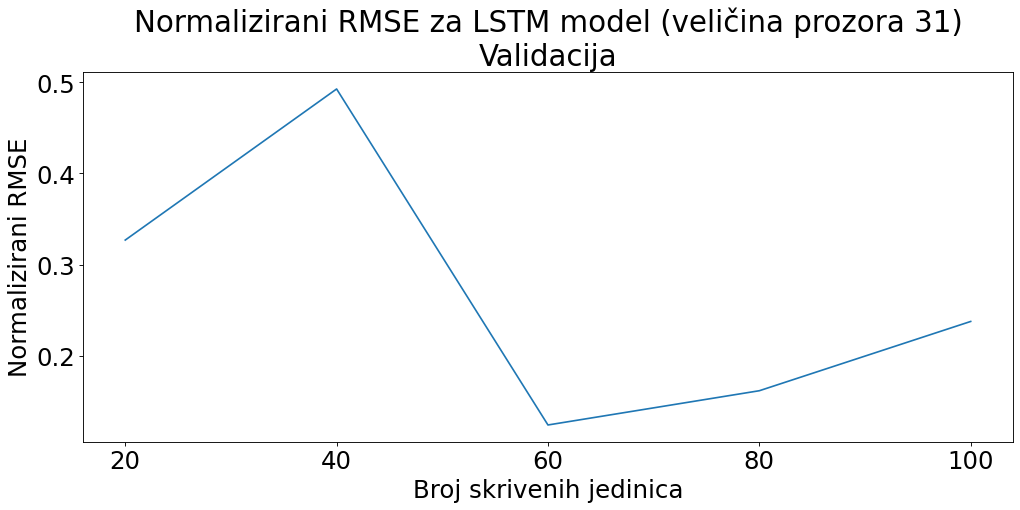 Normalizirani RMSE za LSTM model (veličina prozora 31)
Validacija
Normalizirani RMSE
0.5
0.4
0.3
0.2
20 40 60 80 100
Broj skrivenih jedinica